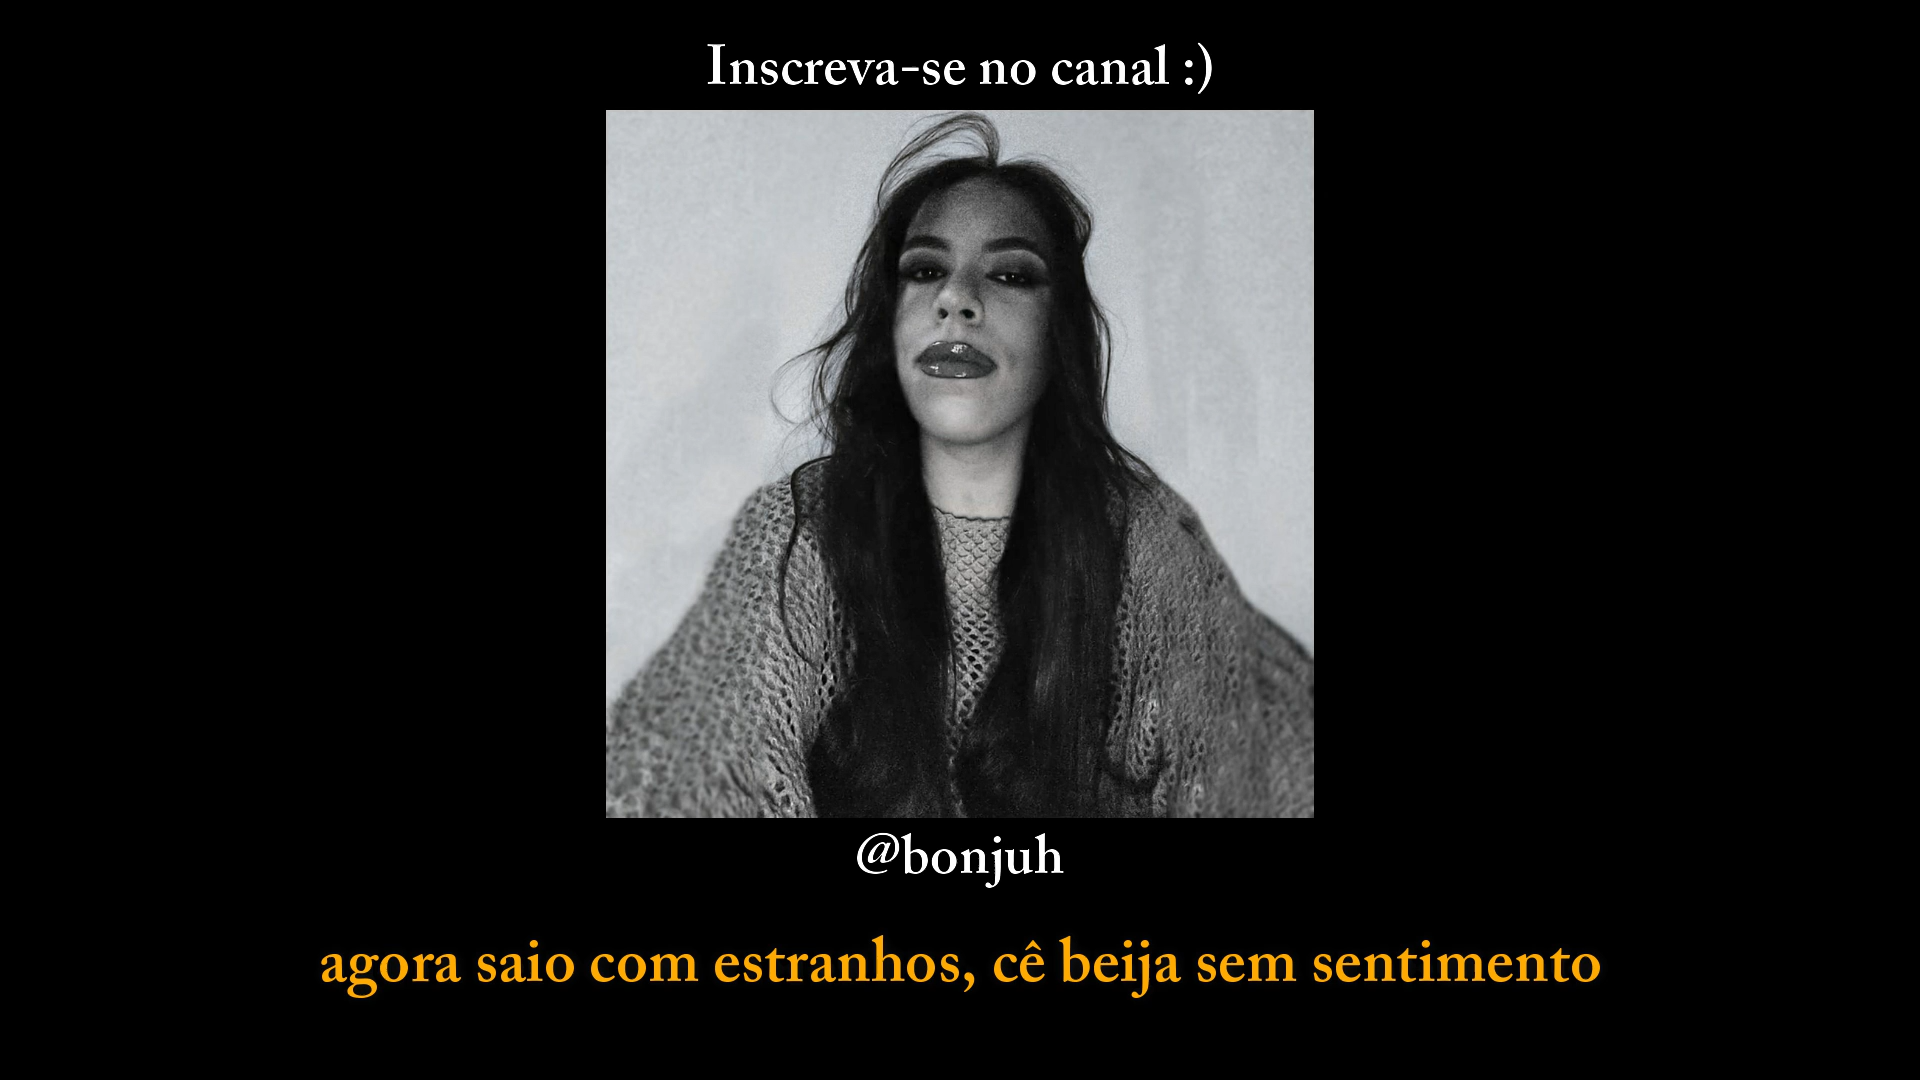 Inscreva-se no canal :)
@bonjuh
agora saio com estranhos, cê beija sem sentimento